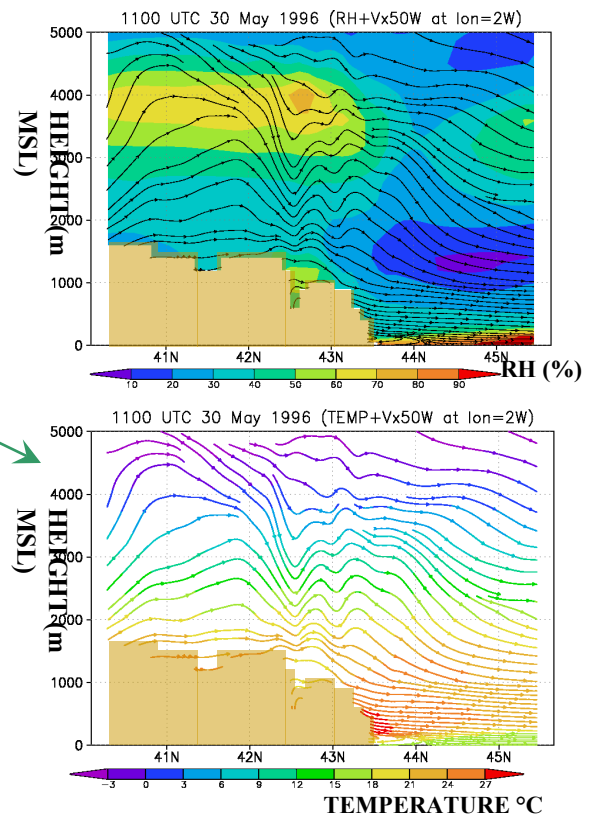 1100 UTC 30 May 1996 (RH+Vx50W at lon=2W)
5000
4000
3000
2000
1000
0
HEIGHT(m
MSL)
41N 42N 43N 44N 45N
10 20 30 40 50 60 70 80 90
RH (%)
1100 UTC 30 May 1996 (TEMP+Vx50W at lon=2W)
5000
4000
3000
2000
1000
0
HEIGHT(m
MSL)
41N 42N 43N 44N 45N
-3 0 3 6 9 12 15 18 21 24 27
TEMPERATURE °C